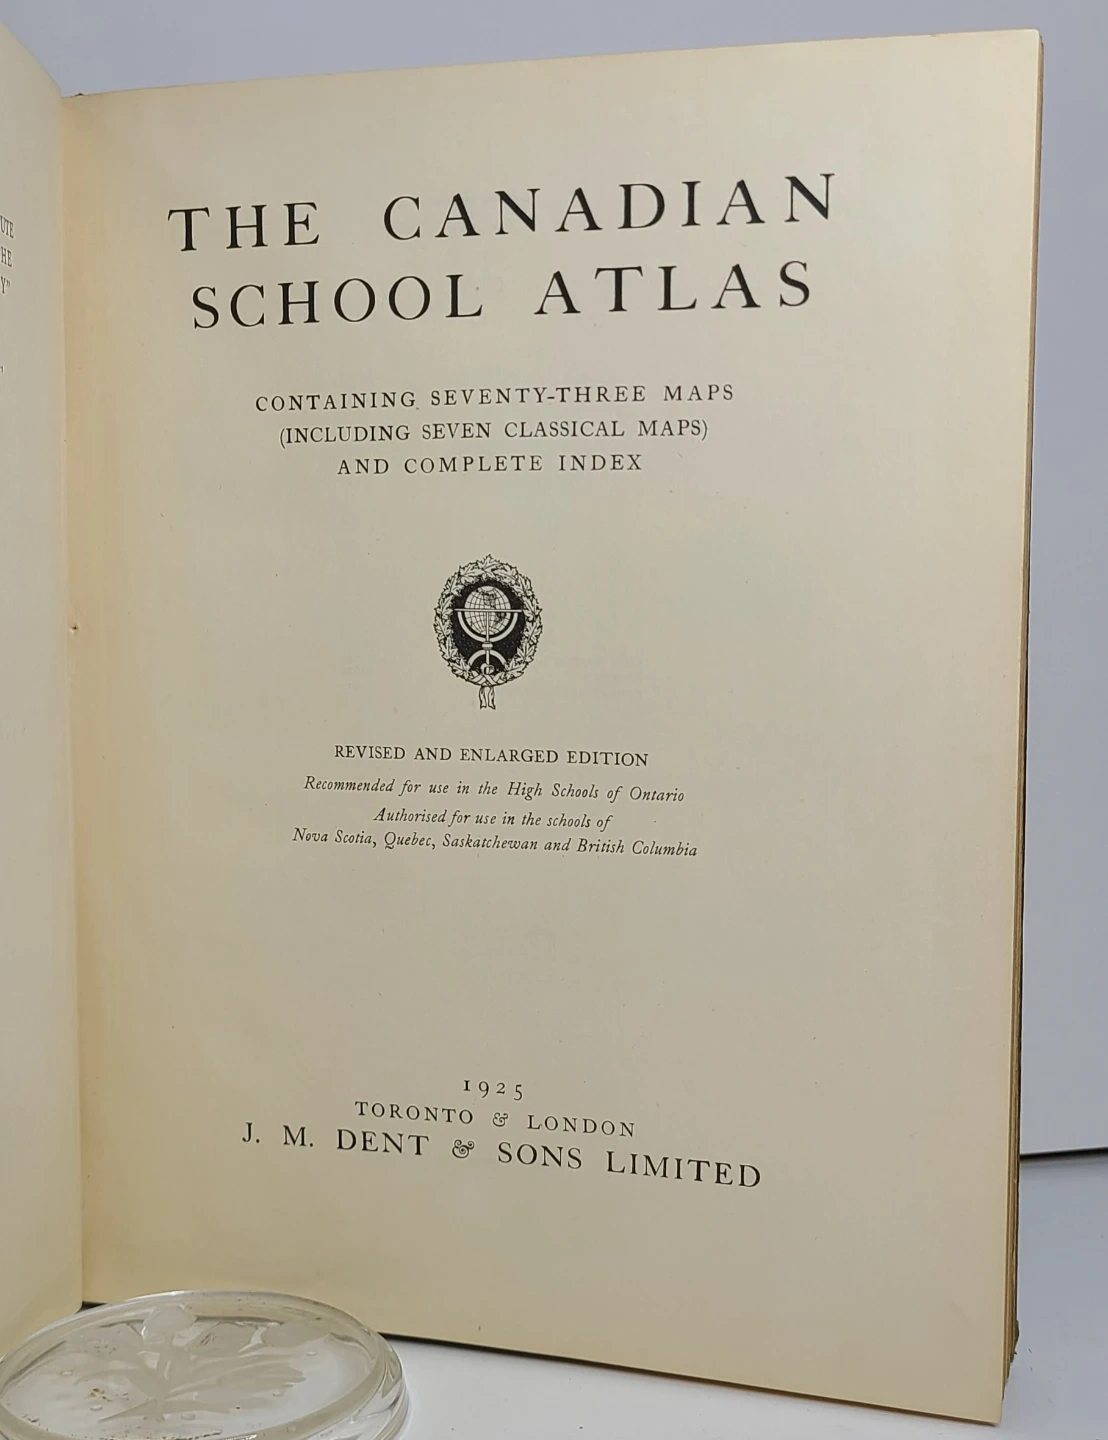 UTE
HE
Y"
THE CANADIAN
SCHOOL ATLAS
CONTAINING SEVENTY-THREE MAPS
(INCLUDING SEVEN CLASSICAL MAPS)
AND COMPLETE INDEX
REVISED AND ENLARGED EDITION
Recommended for use in the High Schools of Ontario
Authorised for use in the schools of
Nova Scotia, Quebec, Saskatchewan and British Columbia
1925
TORONTO & LONDON
J. M. DENT & SONS LIMITED